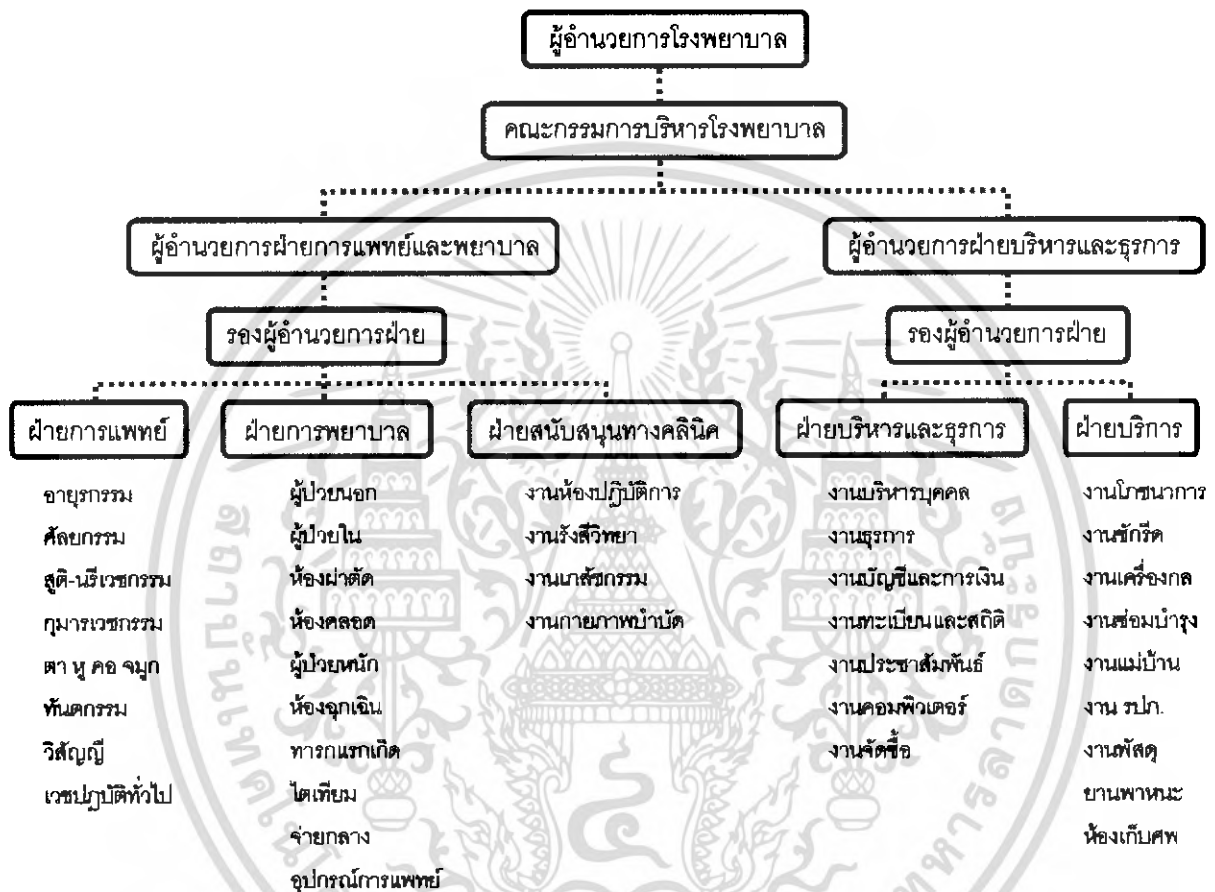 ผู้อำนวยการโรงพยาบาล
คณะกรรมการบริหารโรงพยาบาล
ผู้อำนวยการฝ่ายการแพทย์และพยาบาล
ผู้อำนวยการฝ่ายบริหารและธุรการ
รองผู้อำนวยการฝ่าย
รองผู้อำนวยการฝ่าย
ฝ่ายการแพทย์
อายุรกรรม
ศัลยกรรม
สูติ-นรีเวชกรรม
กุมารเวชกรรม
ตา หู คอ จมูก
ทันตกรรม
วิสัญญี
เวชปฏบัติทั่วไป
ฝ่ายการพยาบาล
ผู้ป่วยนอก
ผู้ป่วยใน
ห้องผ่าตัด
ห้องคลอด
ผู้ป่วยหนัก
ห้องฉุกเฉิน
ทารกแรกเกิด
ไตเทียม
จ่ายกลาง
อุปกรณ์การแพทย์
ฝ่ายสนับสนุนทางคลินิค
งานห้องปฏิบัติการ
งานรังสีวิทยา
งานเภสัชกรรม
งานกายภาพบำบัด
ฝ่ายบริหารและธุรการ
งานบริหารบุคคล
งานธุรการ
งานบัญชีและการเงิน
งานทะเบียนและสถิติ
งานประชาสัมพันธ์
งานคอมพิวเตอร์
งานจัดซื้อ
ฝ่ายบริการ
งานโภชนาการ
งานซักรีด
งานเครื่องกล
งานซ่อมบำรุง
งานแม่บ้าน
งาน รปภ.
งานพัสดุ
ยานพาหนะ
ห้องเก็บศพ